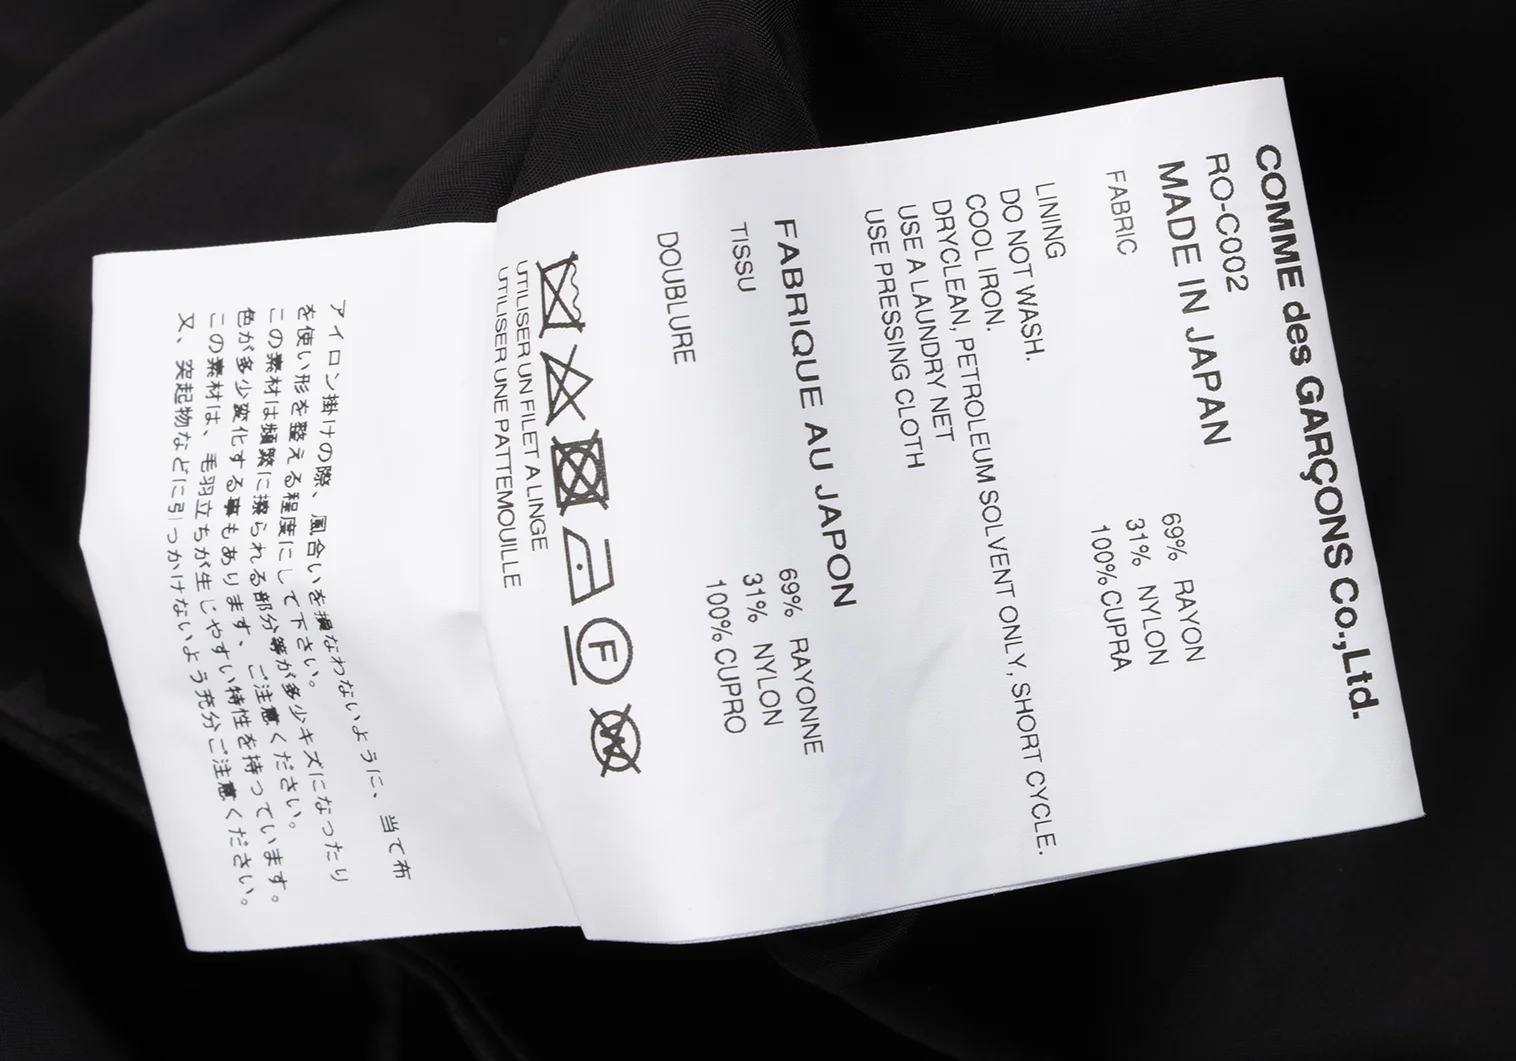 COMME des GARÇONS Co.,Ltd.
RO-C002
MADE IN JAPAN
FABRIC 69% RAYON
31% NYLON
LINING 100% CUPRA
DO NOT WASH.
COOL IRON.
DRYCLEAN, PETROLEUM SOLVENT ONLY, SHORT CYCLE.
USE A LAUNDRY NET
USE PRESSING CLOTH
FABRIQUE AU JAPON
TISSU 69% RAYONNE
31% NYLON
DOUBLURE 100% CUPRO
F
W
UTILISER UN FILET A LINGE
UTILISER UNE PATTEMOUILLE
アイロン掛けの際、風合いを損なわないように、当て布
を使い形を整える程度にして下さい。
この素材は頻繁に擦られる部分等が多少キズになったり
色が多少変化する事もあります、ご注意ください。
この素材は、毛羽立ちが生じやすい特性を持っています。
又、突起物などに引っかけないよう充分ご注意ください。